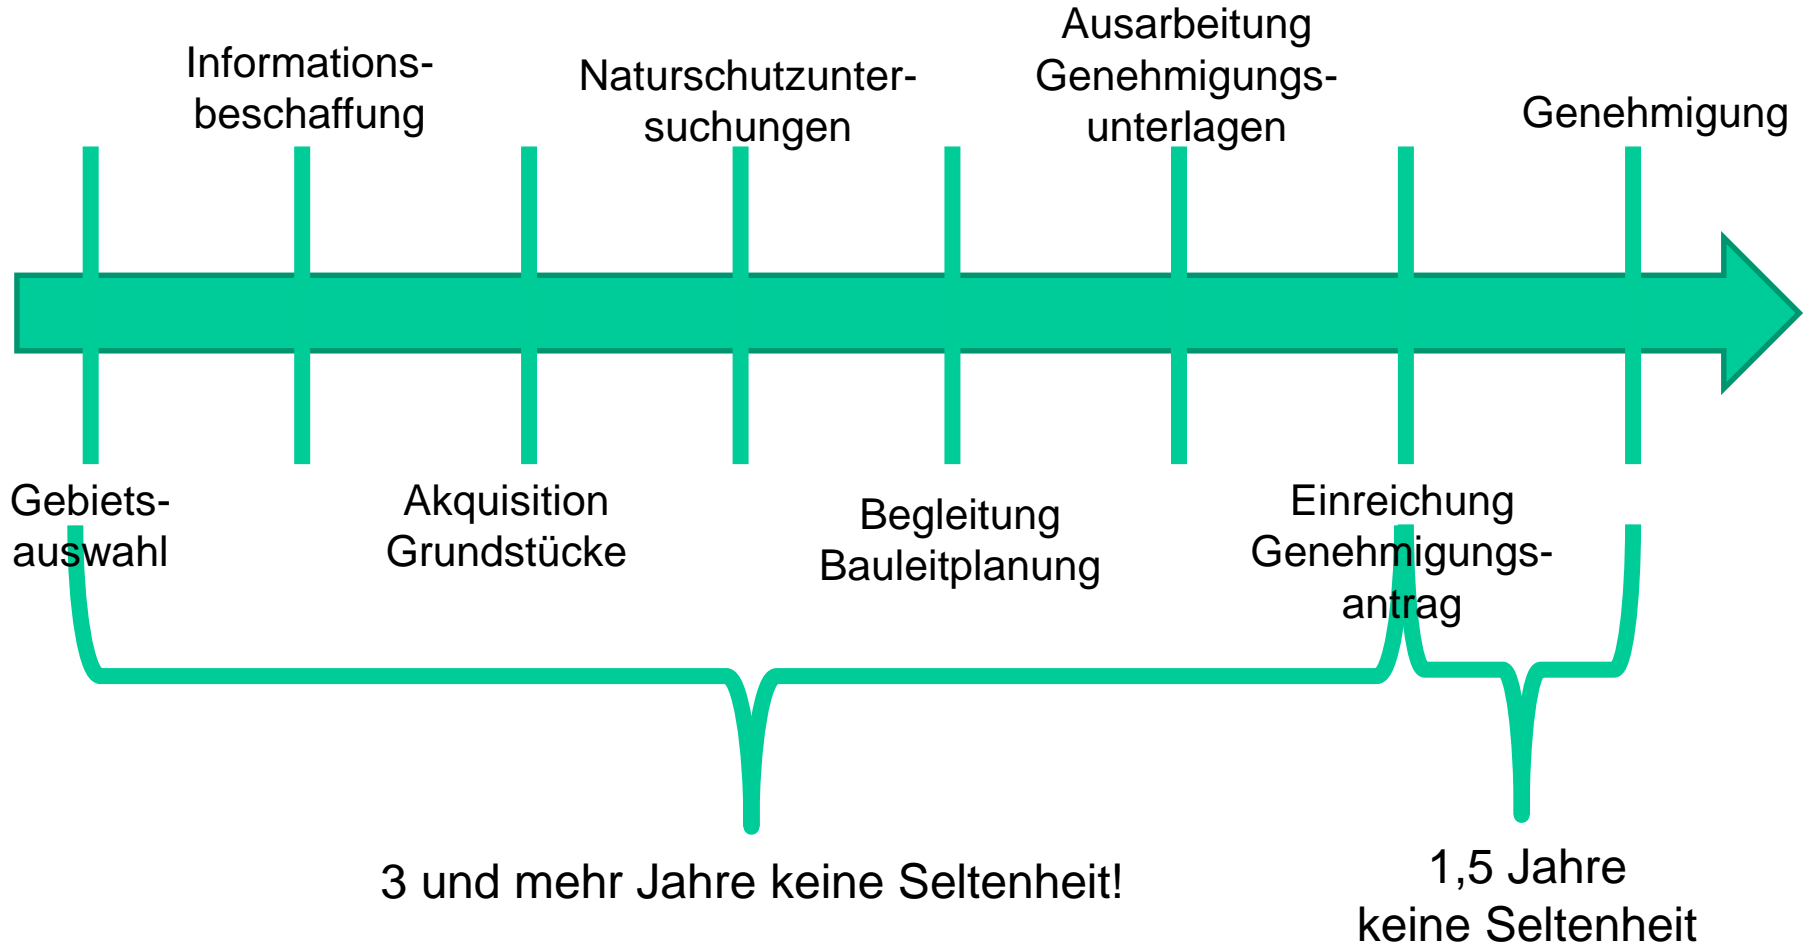 Informations-
beschaffung
Naturschutzunter-
suchungen
Ausarbeitung
Genehmigungs-
unterlagen
Genehmigung
Gebiets-
auswahl
Akquisition
Grundstücke
Begleitung
Bauleitplanung
Einreichung
Genehmigungs-
antrag
3 und mehr Jahre keine Seltenheit!
1,5 Jahre
keine Seltenheit